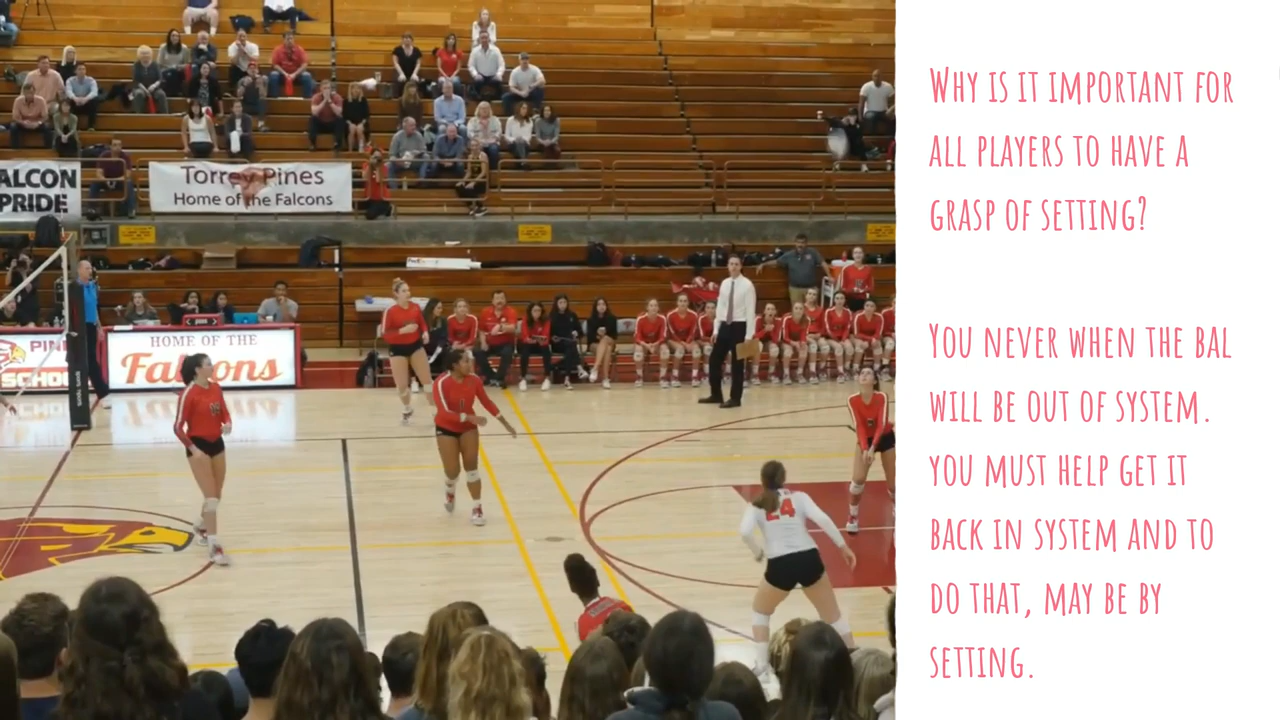 ALCON
PRIDE
Torrey Pines
Home of the Falcons
FedEx
PINE
SCHOOL
HOME OF THE
Falcons
24
WHY IS IT IMPORTANT FOR
ALL PLAYERS TO HAVE A
GRASP OF SETTING?
YOU NEVER WHEN THE BAL
WILL BE OUT OF SYSTEM.
YOU MUST HELP GET IT
BACK IN SYSTEM AND TO
DO THAT, MAY BE BY
SETTING.